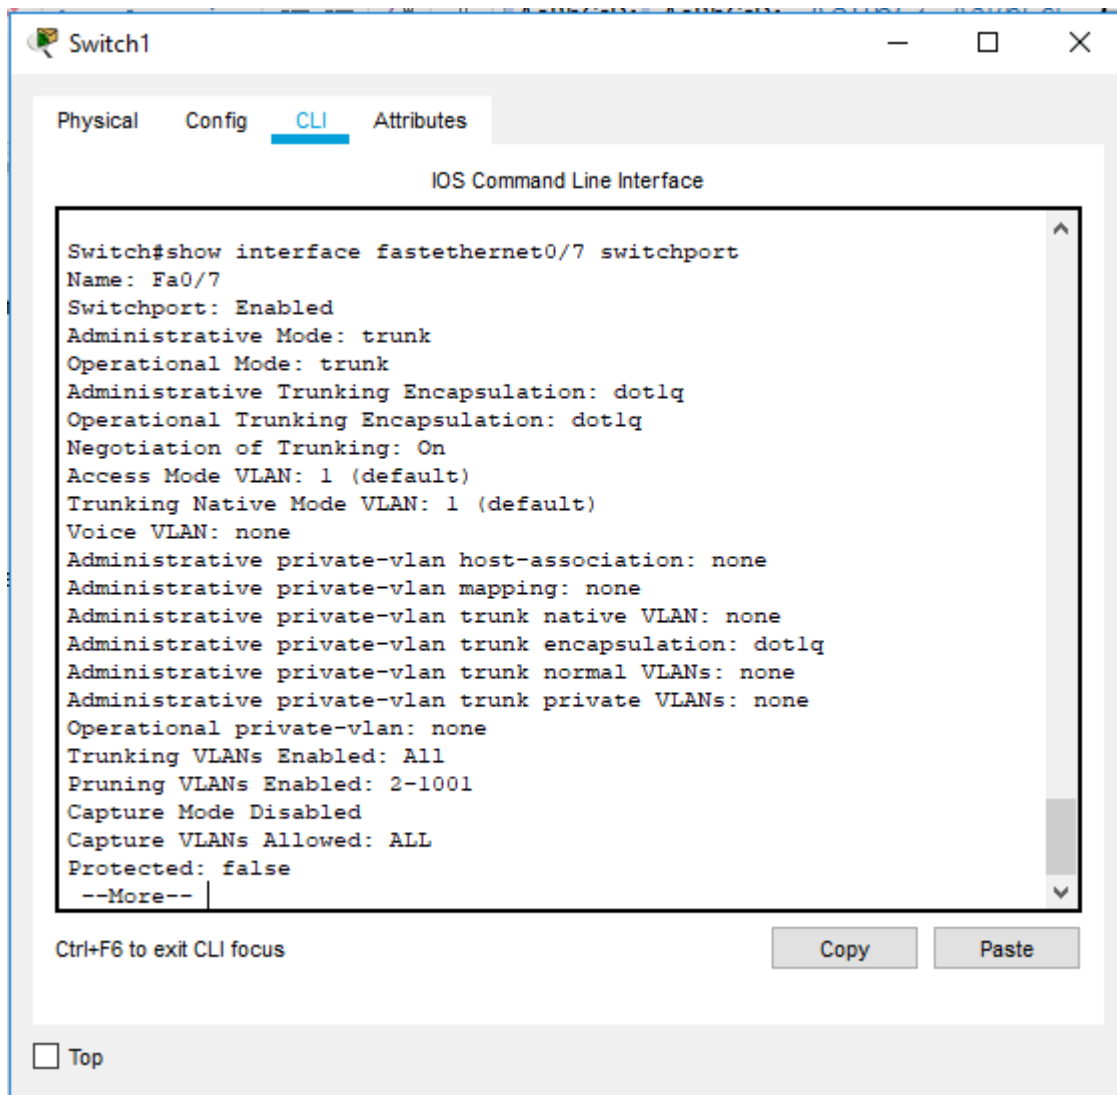 Switch1
Physical Config CLI Attributes
IOS Command Line Interface
Switch#show interface fastethernet0/7 switchport
Name: Fa0/7
Switchport: Enabled
Administrative Mode: trunk
Operational Mode: trunk
Administrative Trunking Encapsulation: dot1q
Operational Trunking Encapsulation: dot1q
Negotiation of Trunking: On
Access Mode VLAN: 1 (default)
Trunking Native Mode VLAN: 1 (default)
Voice VLAN: none
Administrative private-vlan host-association: none
Administrative private-vlan mapping: none
Administrative private-vlan trunk native VLAN: none
Administrative private-vlan trunk encapsulation: dot1q
Administrative private-vlan trunk normal VLANs: none
Administrative private-vlan trunk private VLANs: none
Operational private-vlan: none
Trunking VLANs Enabled: All
Pruning VLANs Enabled: 2-1001
Capture Mode Disabled
Capture VLANs Allowed: ALL
Protected: false
--More--
Ctrl+F6 to exit CLI focus
Copy Paste
Top